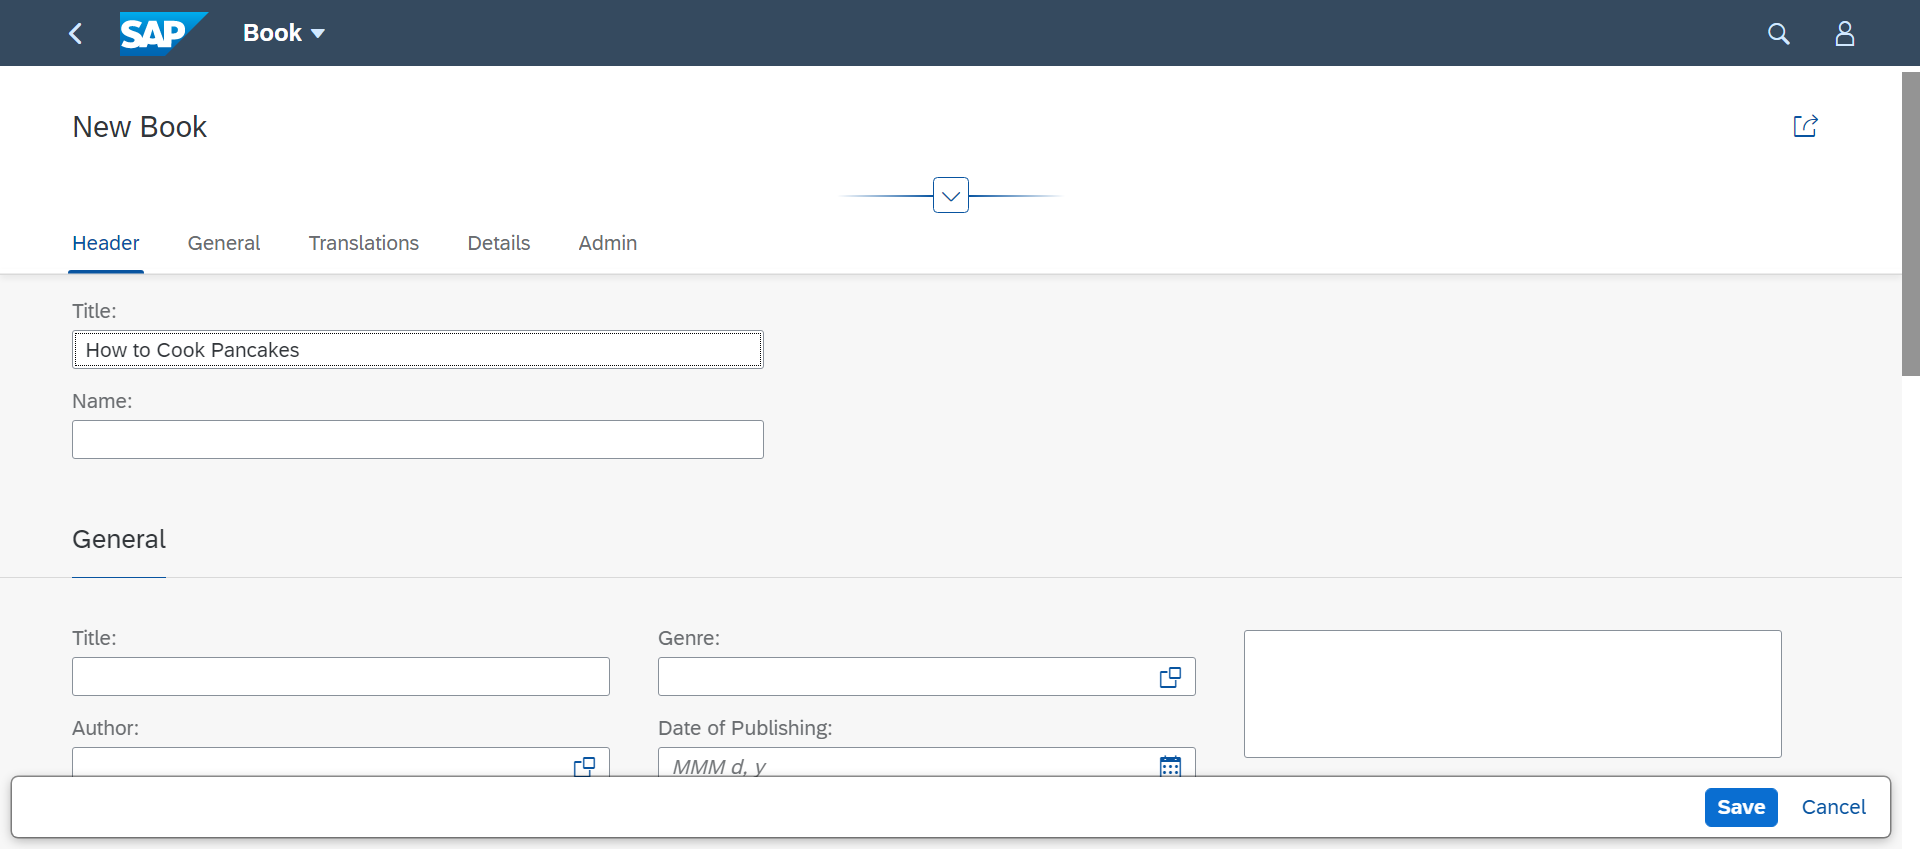 SAP Book
New Book
Header General Translations Details Admin
Title:
How to Cook Pancakes
Name:
General
Title: Genre:
Author: Date of Publishing:
MMM d, y
Save Cancel